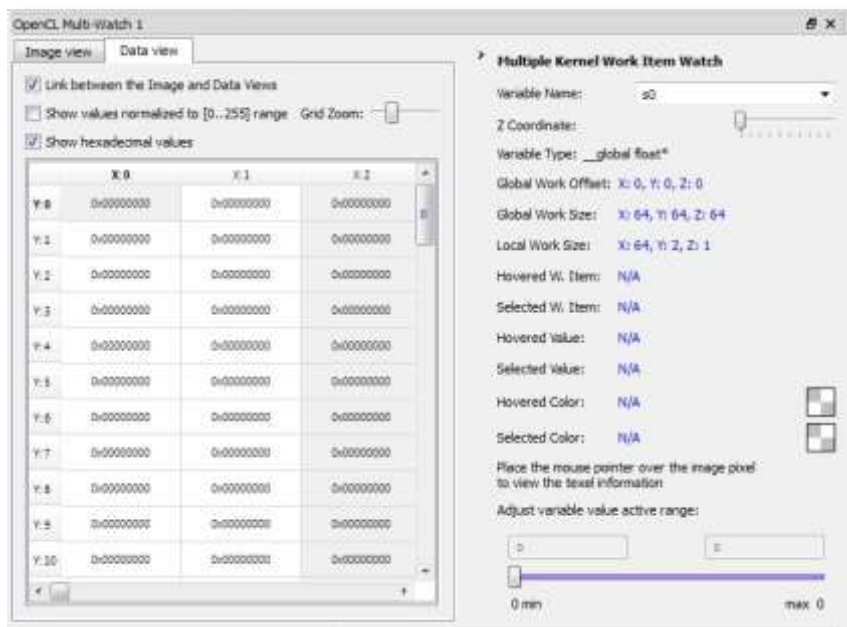 OpenCL Multi-Watch 1
Image view Data view
Link between the Image and Data Views
Show values normalized to [0..255] range Grid Zoom:
Show hexadecimal values
X:0 X:1 X:2
Y:0 0x00000000 0x00000000 0x00000000
Y:1 0x00000000 0x00000000 0x00000000
Y:2 0x00000000 0x00000000 0x00000000
Y:3 0x00000000 0x00000000 0x00000000
Y:4 0x00000000 0x00000000 0x00000000
Y:5 0x00000000 0x00000000 0x00000000
Y:6 0x00000000 0x00000000 0x00000000
Y:7 0x00000000 0x00000000 0x00000000
Y:8 0x00000000 0x00000000 0x00000000
Y:9 0x00000000 0x00000000 0x00000000
Y:10 0x00000000 0x00000000 0x00000000
Multiple Kernel Work Item Watch
Variable Name: s0
Z Coordinate:
Variable Type: __global float*
Global Work Offset: X: 0, Y: 0, Z: 0
Global Work Size: X: 64, Y: 64, Z: 64
Local Work Size: X: 64, Y: 2, Z: 1
Hovered W. Item: N/A
Selected W. Item: N/A
Hovered Value: N/A
Selected Value: N/A
Hovered Color: N/A
Selected Color: N/A
Place the mouse pointer over the image pixel
to view the texel information
Adjust variable value active range:
0 0
0 min max 0